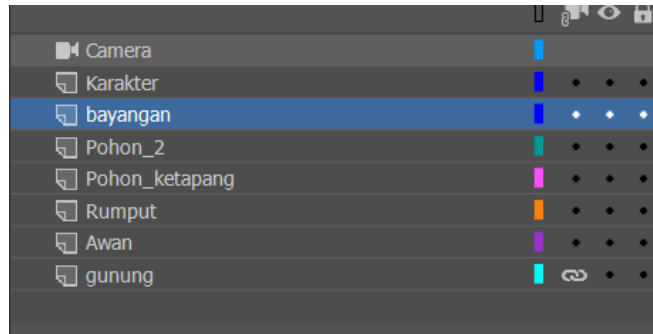 Camera
Karakter
bayangan
Pohon_2
Pohon_ketapang
Rumput
Awan
gunung